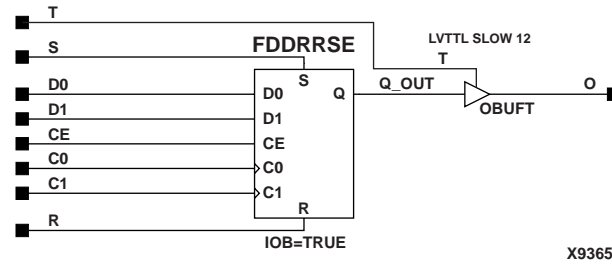 T
LVTTL SLOW 12
S
FDDRRSE
T
S
D0
D0
Q
Q_OUT
O
D1
D1
OBUFT
CE
CE
C0
C0
C1
C1
R
R
IOB=TRUE
X9365